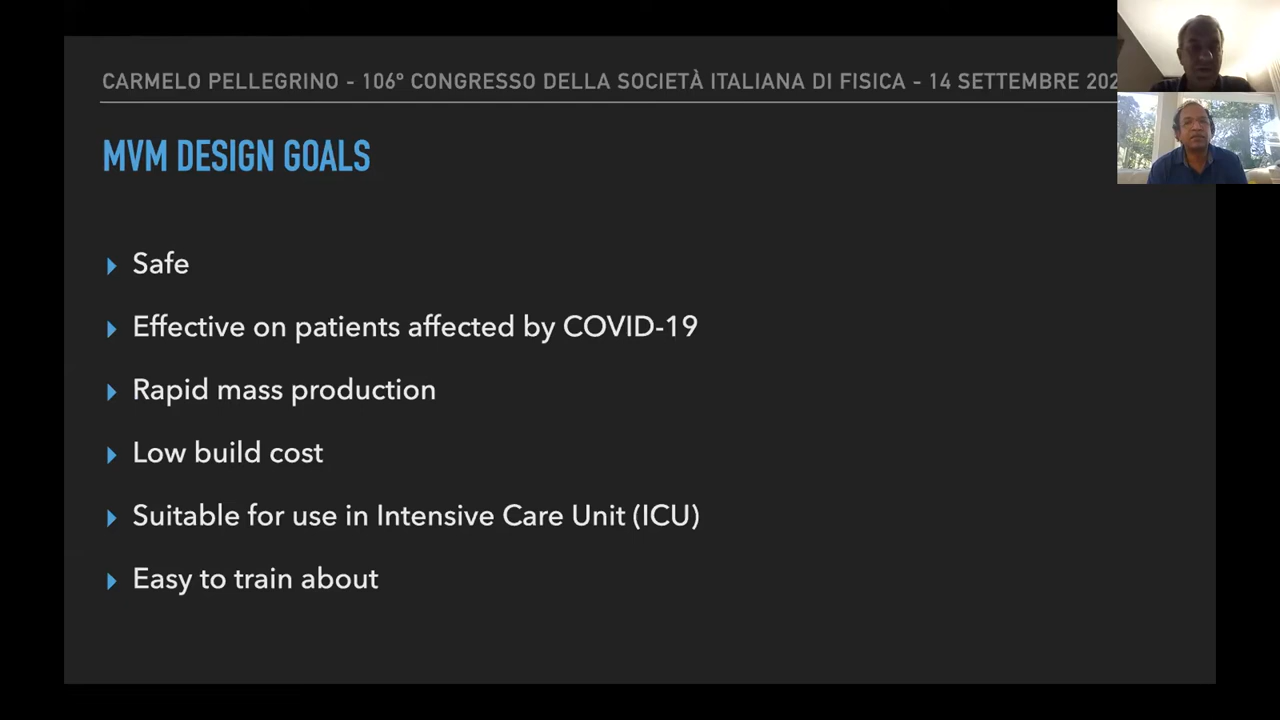 CARMELO PELLEGRINO - 106° CONGRESSO DELLA SOCIETÀ ITALIANA DI FISICA - 14 SETTEMBRE 202
MVM DESIGN GOALS
Safe
Effective on patients affected by COVID-19
Rapid mass production
Low build cost
Suitable for use in Intensive Care Unit (ICU)
Easy to train about